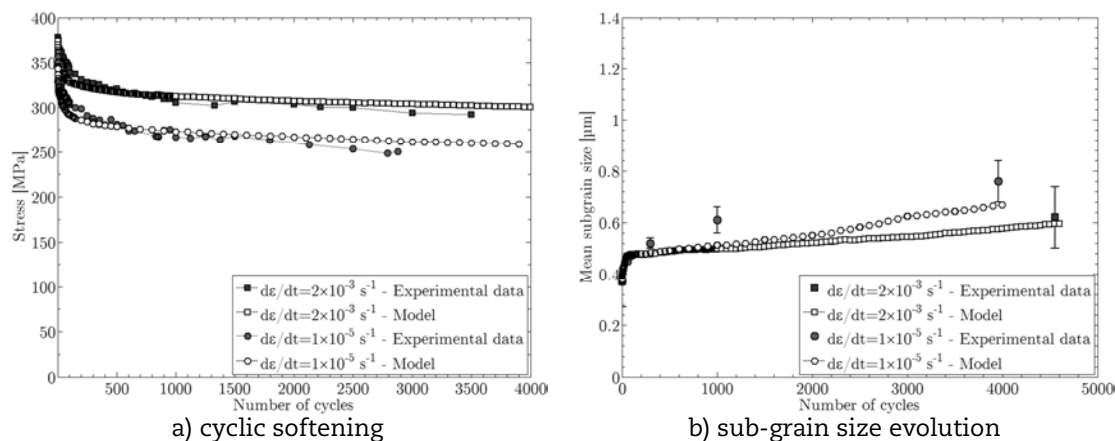 400
350
300
250
200
150
100
50
0
Stress [MPa]
500 1000 1500 2000 2500 3000 3500 4000
Number of cycles
dε/dt=2×10⁻³ s⁻¹ - Experimental data
dε/dt=2×10⁻³ s⁻¹ - Model
dε/dt=1×10⁻⁵ s⁻¹ - Experimental data
dε/dt=1×10⁻⁵ s⁻¹ - Model
a) cyclic softening
1.4
1.2
1
0.8
0.6
0.4
0.2
0
Mean subgrain size [µm]
0 1000 2000 3000 4000 5000
Number of cycles
dε/dt=2×10⁻³ s⁻¹ - Experimental data
dε/dt=2×10⁻³ s⁻¹ - Model
dε/dt=1×10⁻⁵ s⁻¹ - Experimental data
dε/dt=1×10⁻⁵ s⁻¹ - Model
b) sub-grain size evolution